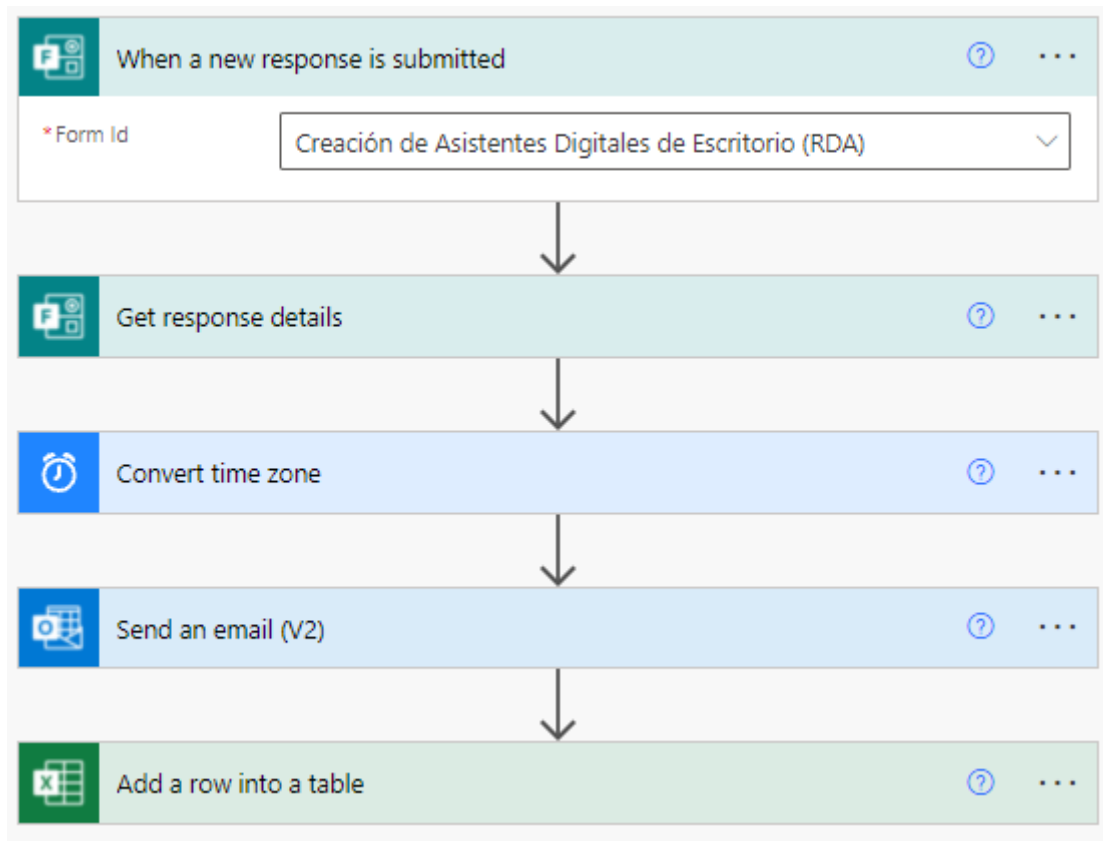 When a new response is submitted
*Form Id
Creación de Asistentes Digitales de Escritorio (RDA)
Get response details
Convert time zone
Send an email (V2)
Add a row into a table